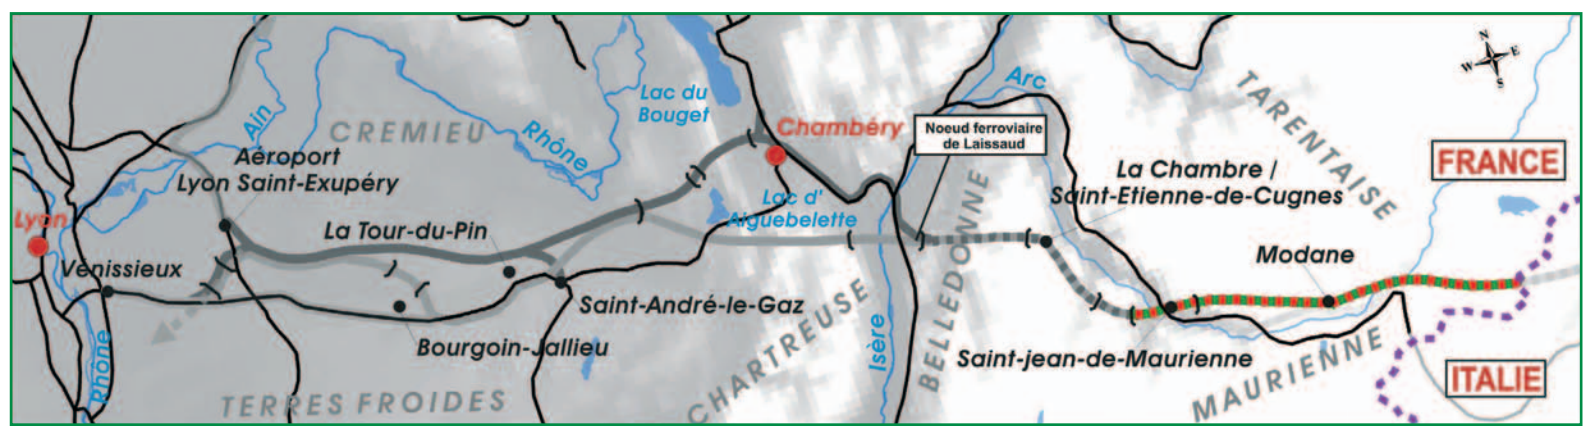 N
W
E
S
Arc
Lac du
Bouget
TARENTAISE
CREMIEU
Ain
Rhône
Chambéry
Noeud ferroviaire
de Laissaud
FRANCE
Aéroport
Lyon Saint-Exupéry
La Chambre /
Saint-Etienne-de-Cugnes
Lac d'
Aiguebelette
Lyon
La Tour-du-Pin
Modane
Vénissieux
Saint-André-le-Gaz
BELLEDONNE
Bourgoin-Jallieu
Saint-jean-de-Maurienne
Isère
Rhône
CHARTREUSE
MAURIENNE
ITALIE
TERRES FROIDES